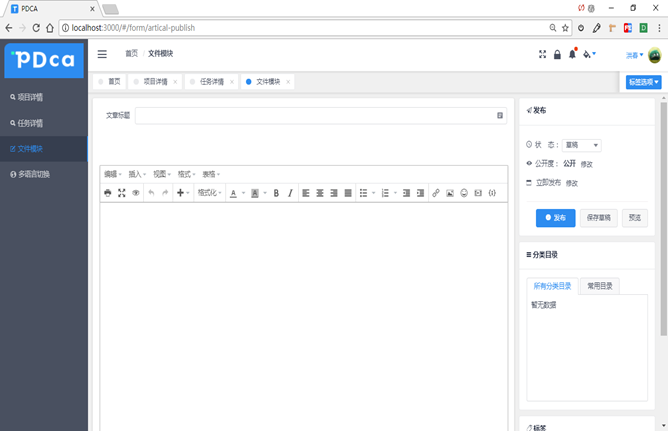 PDCA
localhost:3000/#/form/artical-publish
PDca
首页 / 文件模块
洪春
首页
项目详情
任务详情
文件模块
标签选项
项目详情
任务详情
文件模块
多语言切换
文章标题
编辑 插入 视图 格式 表格
格式化
发布
状 态: 草稿
公开度: 公开 修改
立即发布 修改
发布 保存草稿 预览
分类目录
所有分类目录 常用目录
暂无数据
标签